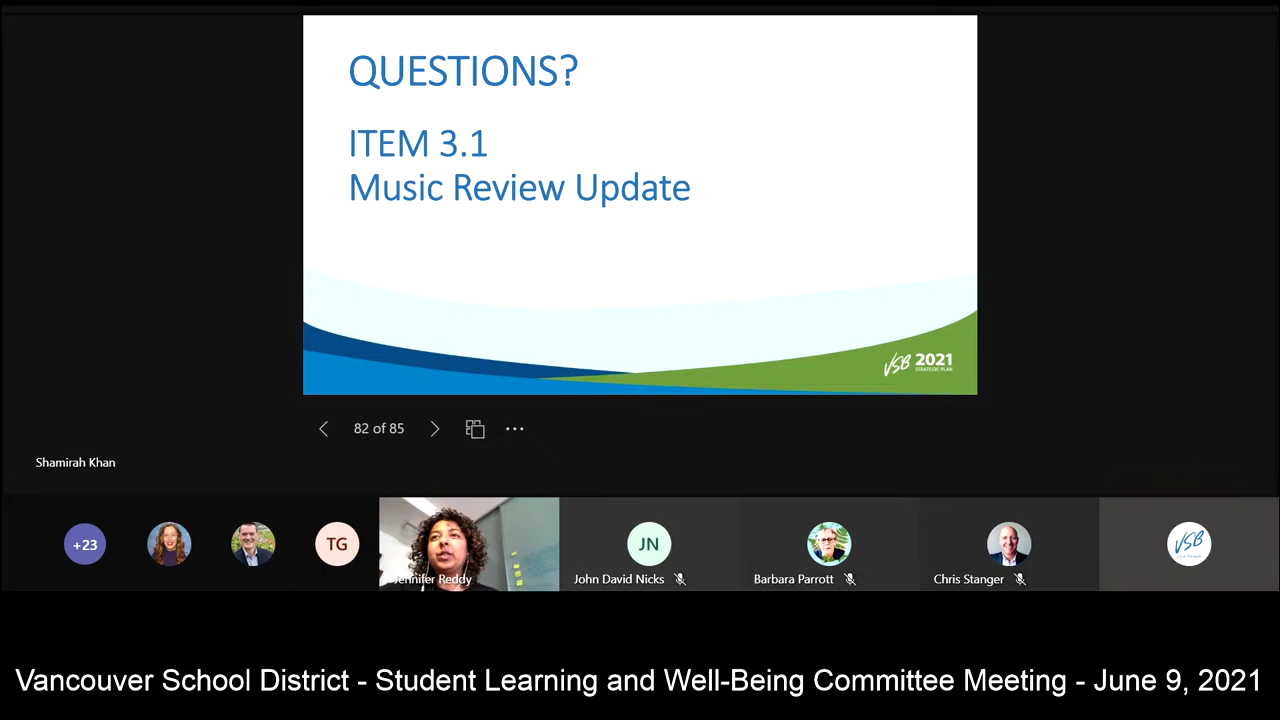 QUESTIONS?
ITEM 3.1
Music Review Update
VSB 2021
STRATEGIC PLAN
82 of 85
Shamirah Khan
+23
TG
Jennifer Reddy
JN
John David Nicks
Barbara Parrott
Chris Stanger
VSB
Vancouver School District - Student Learning and Well-Being Committee Meeting - June 9, 2021